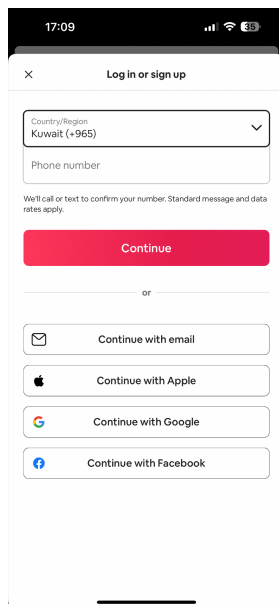 17:09
35
Log in or sign up
Country/Region
Kuwait (+965)
Phone number
We'll call or text to confirm your number. Standard message and data
rates apply.
Continue
or
Continue with email
Continue with Apple
Continue with Google
Continue with Facebook